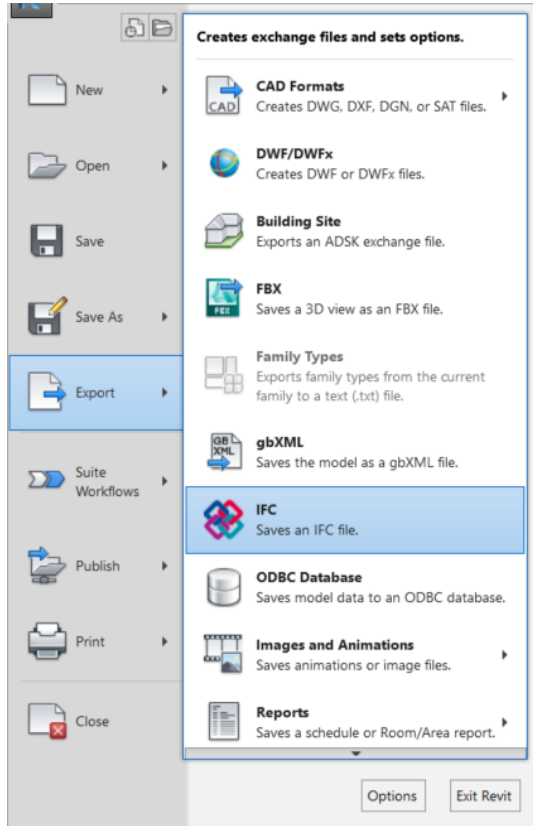 Creates exchange files and sets options.
New
Open
Save
Save As
Export
Suite
Workflows
Publish
Print
Close
CAD
CAD Formats
Creates DWG, DXF, DGN, or SAT files.
DWF/DWFx
Creates DWF or DWFx files.
Building Site
Exports an ADSK exchange file.
FBX
FBX
Saves a 3D view as an FBX file.
Family Types
Exports family types from the current
family to a text (.txt) file.
GB
XML
gbXML
Saves the model as a gbXML file.
IFC
Saves an IFC file.
ODBC Database
Saves model data to an ODBC database.
Images and Animations
Saves animations or image files.
Reports
Saves a schedule or Room/Area report.
Options
Exit Revit